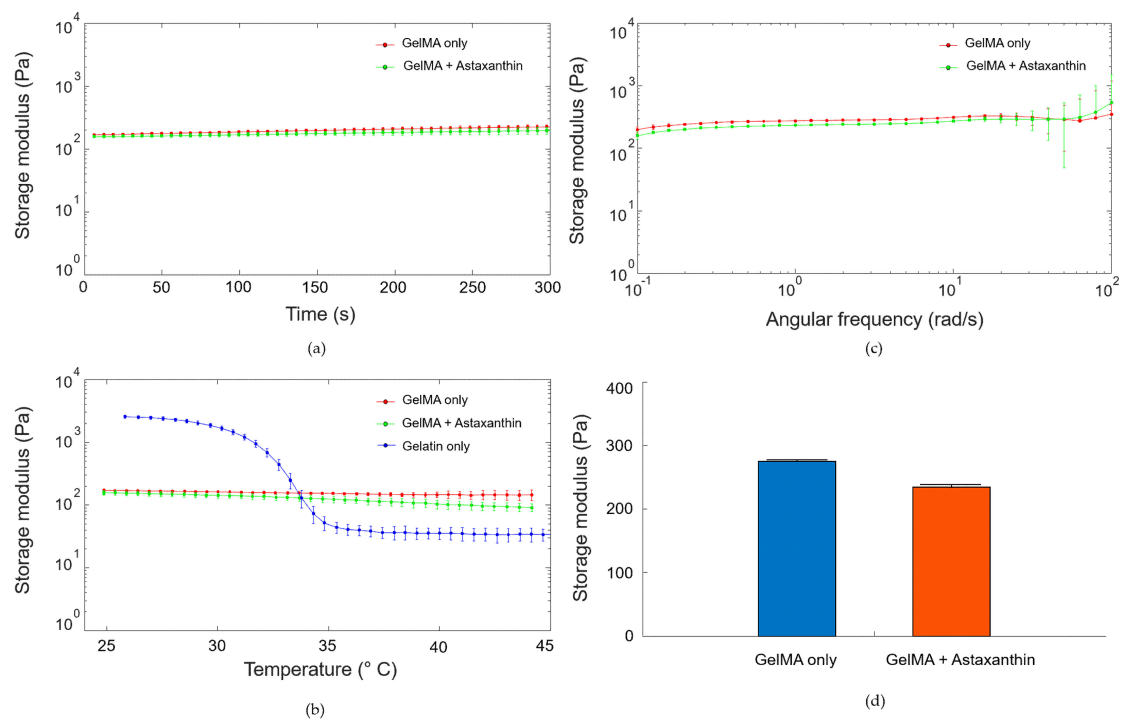 10^4
10^3
10^2
10^1
10^0
Storage modulus (Pa)
GelMA only
GelMA + Astaxanthin
0 50 100 150 200 250 300
Time (s)
(a)
10^4
10^3
10^2
10^1
10^0
Storage modulus (Pa)
GelMA only
GelMA + Astaxanthin
10^-1 10^0 10^1 10^2
Angular frequency (rad/s)
(c)
10^4
10^3
10^2
10^1
10^0
Storage modulus (Pa)
GelMA only
GelMA + Astaxanthin
Gelatin only
25 30 35 40 45
Temperature (° C)
(b)
400
300
200
100
0
Storage modulus (Pa)
GelMA only GelMA + Astaxanthin
(d)